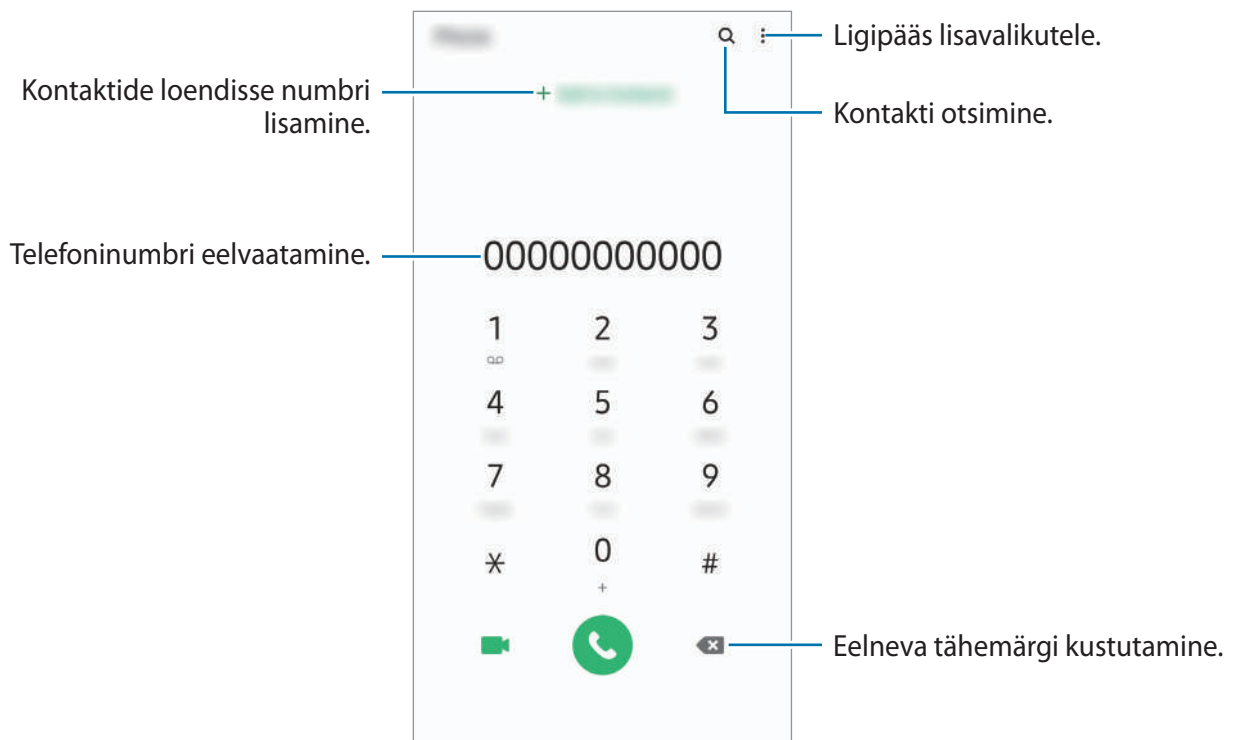 Ligipääs lisavalikutele.
Kontaktide loendisse numbri
lisamine.
+
Kontakti otsimine.
Telefoninumbri eelvaatamine.
00000000000
1 2 3
4 5 6
7 8 9
* 0 #
+
Eelneva tähemärgi kustutamine.